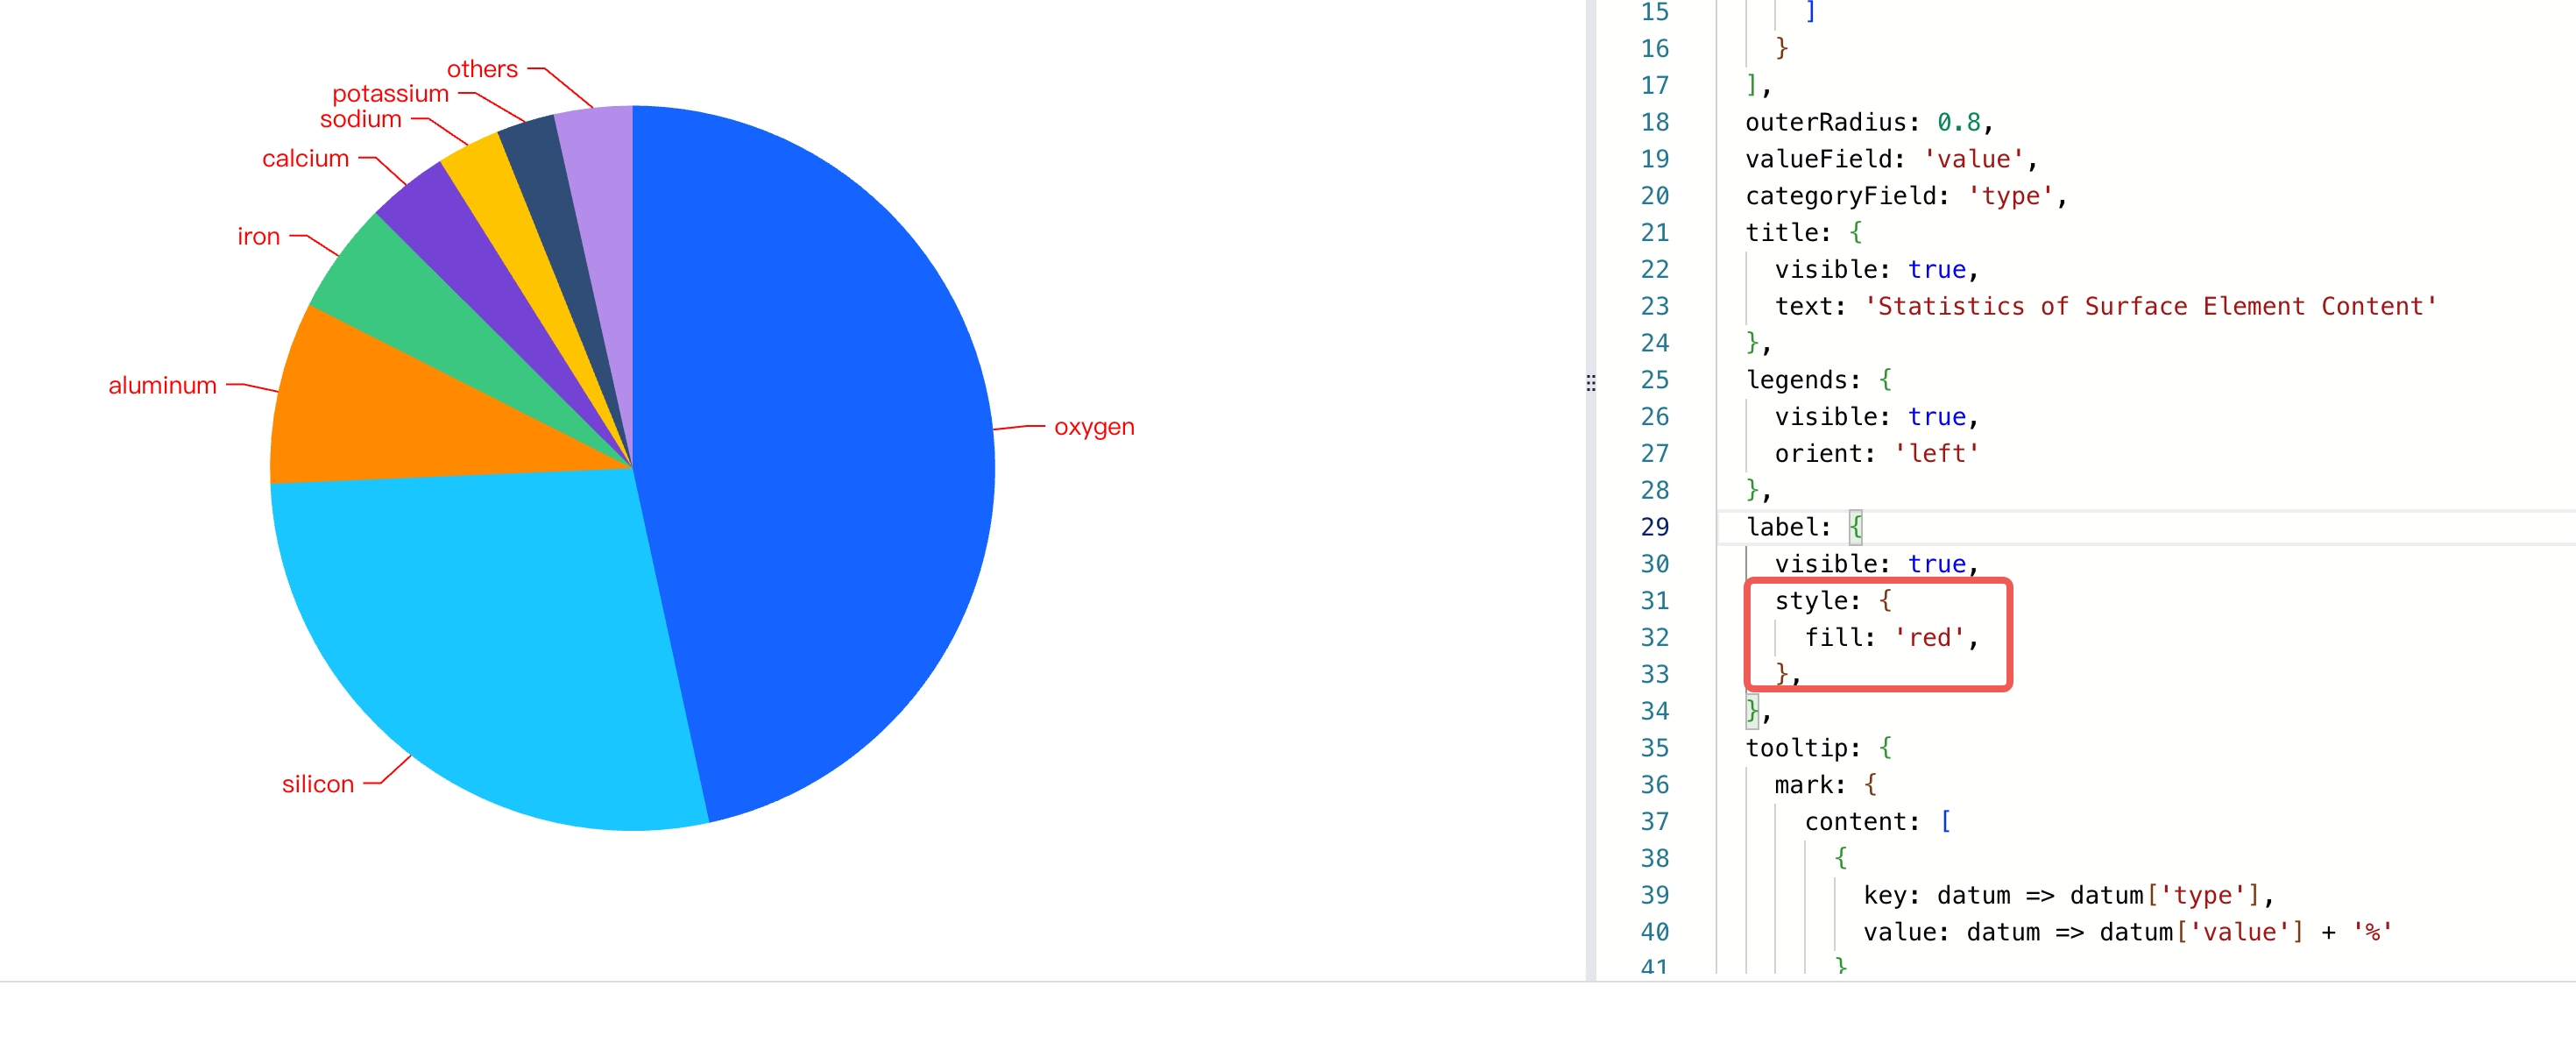 others
potassium
sodium
calcium
iron
aluminum
oxygen
silicon
15 ]
16 }
17 ],
18 outerRadius: 0.8,
19 valueField: 'value',
20 categoryField: 'type',
21 title: {
22 visible: true,
23 text: 'Statistics of Surface Element Content'
24 },
25 legends: {
26 visible: true,
27 orient: 'left'
28 },
29 label: {
30 visible: true,
31 style: {
32 fill: 'red',
33 },
34 },
35 tooltip: {
36 mark: {
37 content: [
38 {
39 key: datum => datum['type'],
40 value: datum => datum['value'] + '%'
41 }